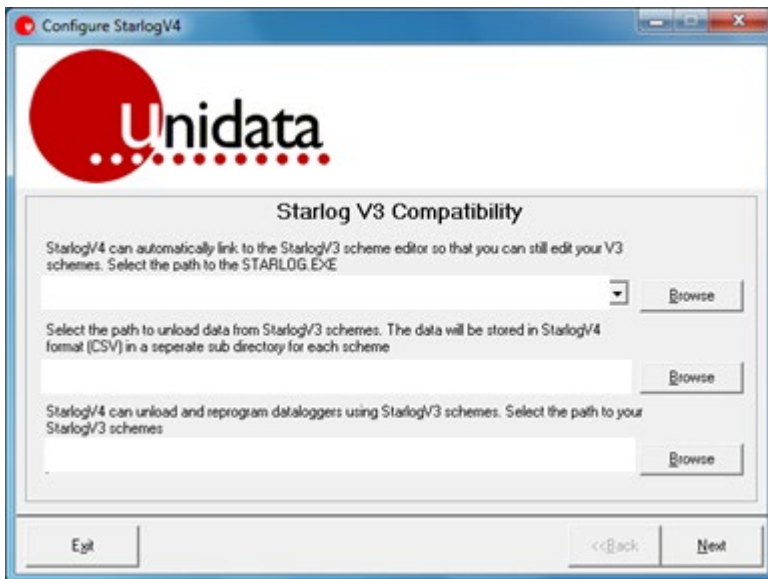 Configure StarlogV4
Unidata
Starlog V3 Compatibility
StarlogV4 can automatically link to the StarlogV3 scheme editor so that you can still edit your V3
schemes. Select the path to the STARLOG.EXE
Browse
Select the path to unload data from StarlogV3 schemes. The data will be stored in StarlogV4
format (CSV) in a seperate sub directory for each scheme
Browse
StarlogV4 can unload and reprogram dataloggers using StarlogV3 schemes. Select the path to your
StarlogV3 schemes
Browse
Exit <<Back Next